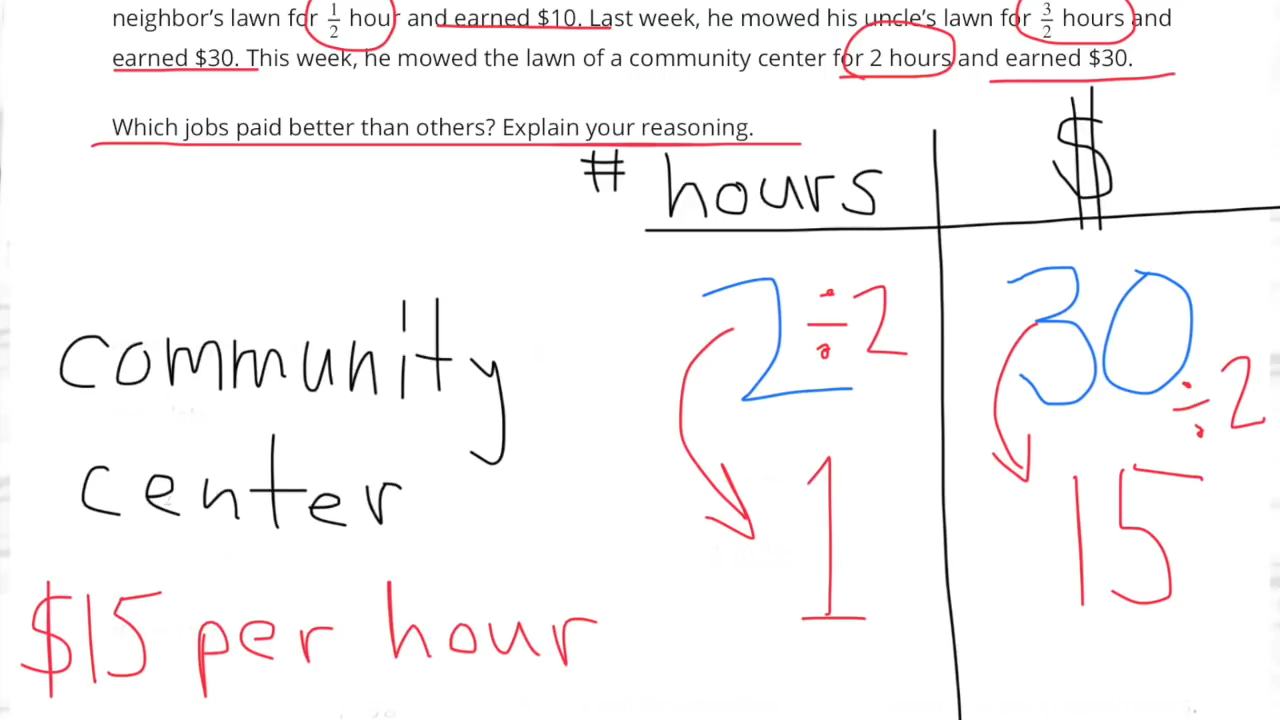 neighbor’s lawn for 1/2 hour and earned $10. Last week, he mowed his uncle’s lawn for 3/2 hours and
earned $30. This week, he mowed the lawn of a community center for 2 hours and earned $30.
Which jobs paid better than others? Explain your reasoning.
# hours $
2 ÷2 30 ÷2
community
center
1 15
$15 per hour